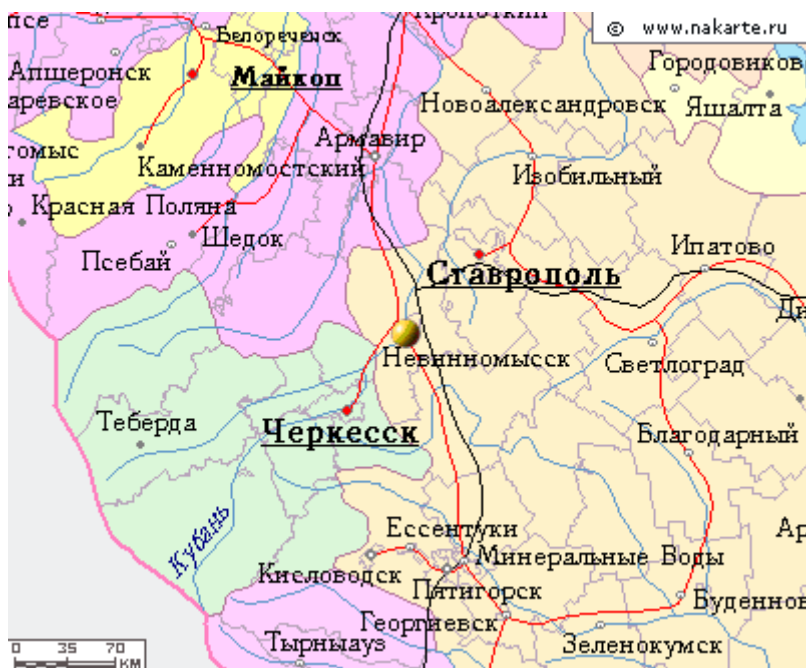 © www.nakarte.ru
Кропоткин
Белореченск
Городовиков
Апшеронск
Майкоп
Новоалександровск
Яшалта
Армавир
Каменномостский
Изобильный
Красная Поляна
Шедок
Псебай
Ипатово
Ставрополь
Невинномысск
Светлоград
Теберда
Черкесск
Благодарный
Кубань
Ессентуки
Минеральные Воды
Кисловодск
Пятигорск
Буденнов
Георгиевск
Зеленокумск
Тырныауз
0 35 70
КМ